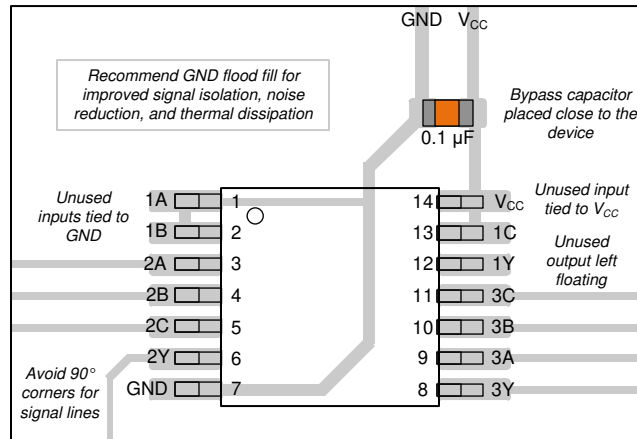 GND VCC
Recommend GND flood fill for
improved signal isolation, noise
reduction, and thermal dissipation
Bypass capacitor
placed close to the
device
0.1 µF
Unused
inputs tied to
GND
1A 1 14 VCC
1B 2 13 1C
2A 3 12 1Y
2B 4 11 3C
2C 5 10 3B
2Y 6 9 3A
GND 7 8 3Y
Unused input
tied to VCC
Unused
output left
floating
Avoid 90°
corners for
signal lines